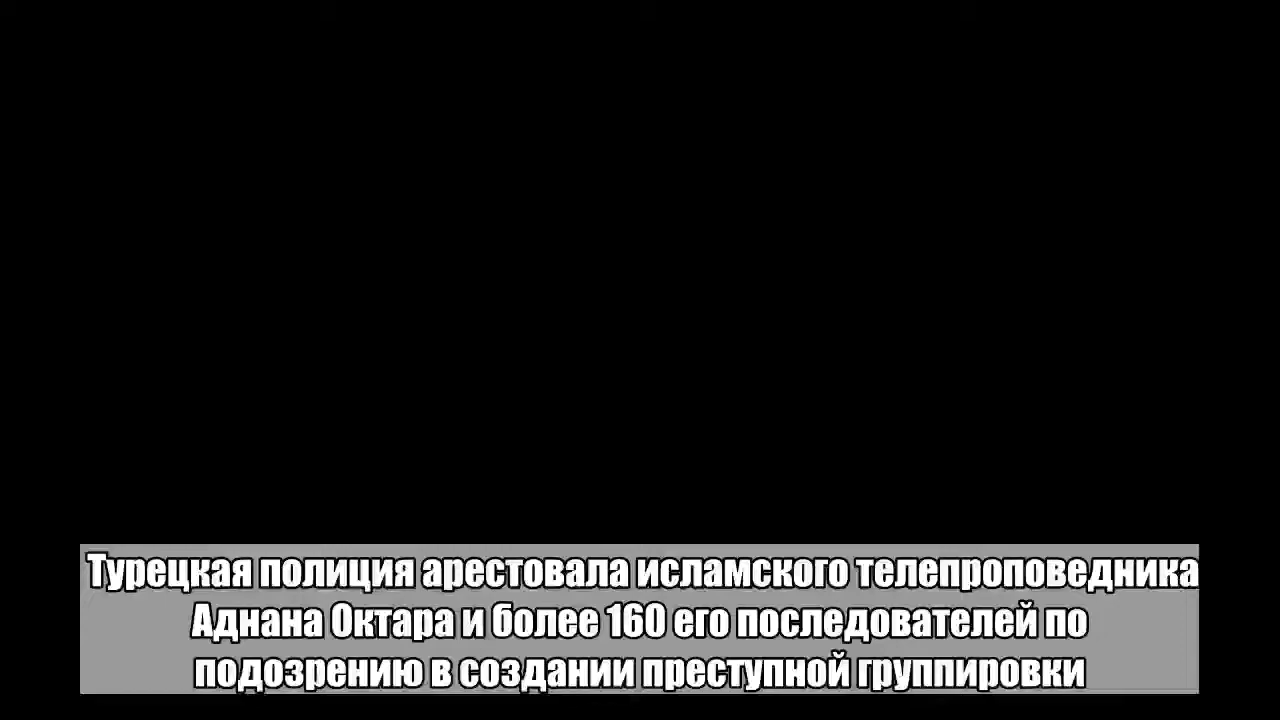 Турецкая полиция арестовала исламского телепроповедника
Аднана Октара и более 160 его последователей по
подозрению в создании преступной группировки